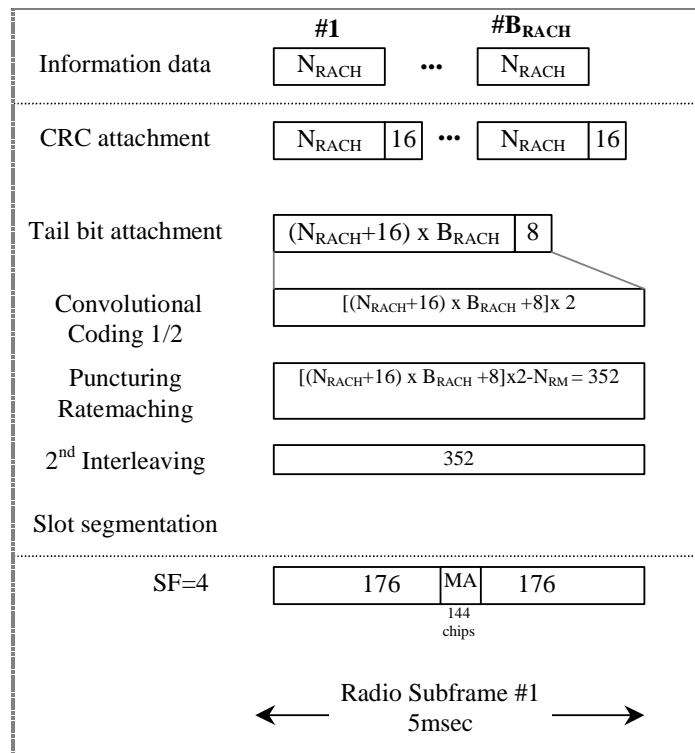 #1 #B_RACH
Information data N_RACH ... N_RACH
CRC attachment N_RACH 16 ... N_RACH 16
Tail bit attachment (N_RACH+16) x B_RACH 8
Convolutional
Coding 1/2
[(N_RACH+16) x B_RACH +8]x 2
Puncturing
Ratemaching
[(N_RACH+16) x B_RACH +8]x2-N_RM = 352
2nd Interleaving 352
Slot segmentation
SF=4 176 MA 176
144
chips
Radio Subframe #1
5msec